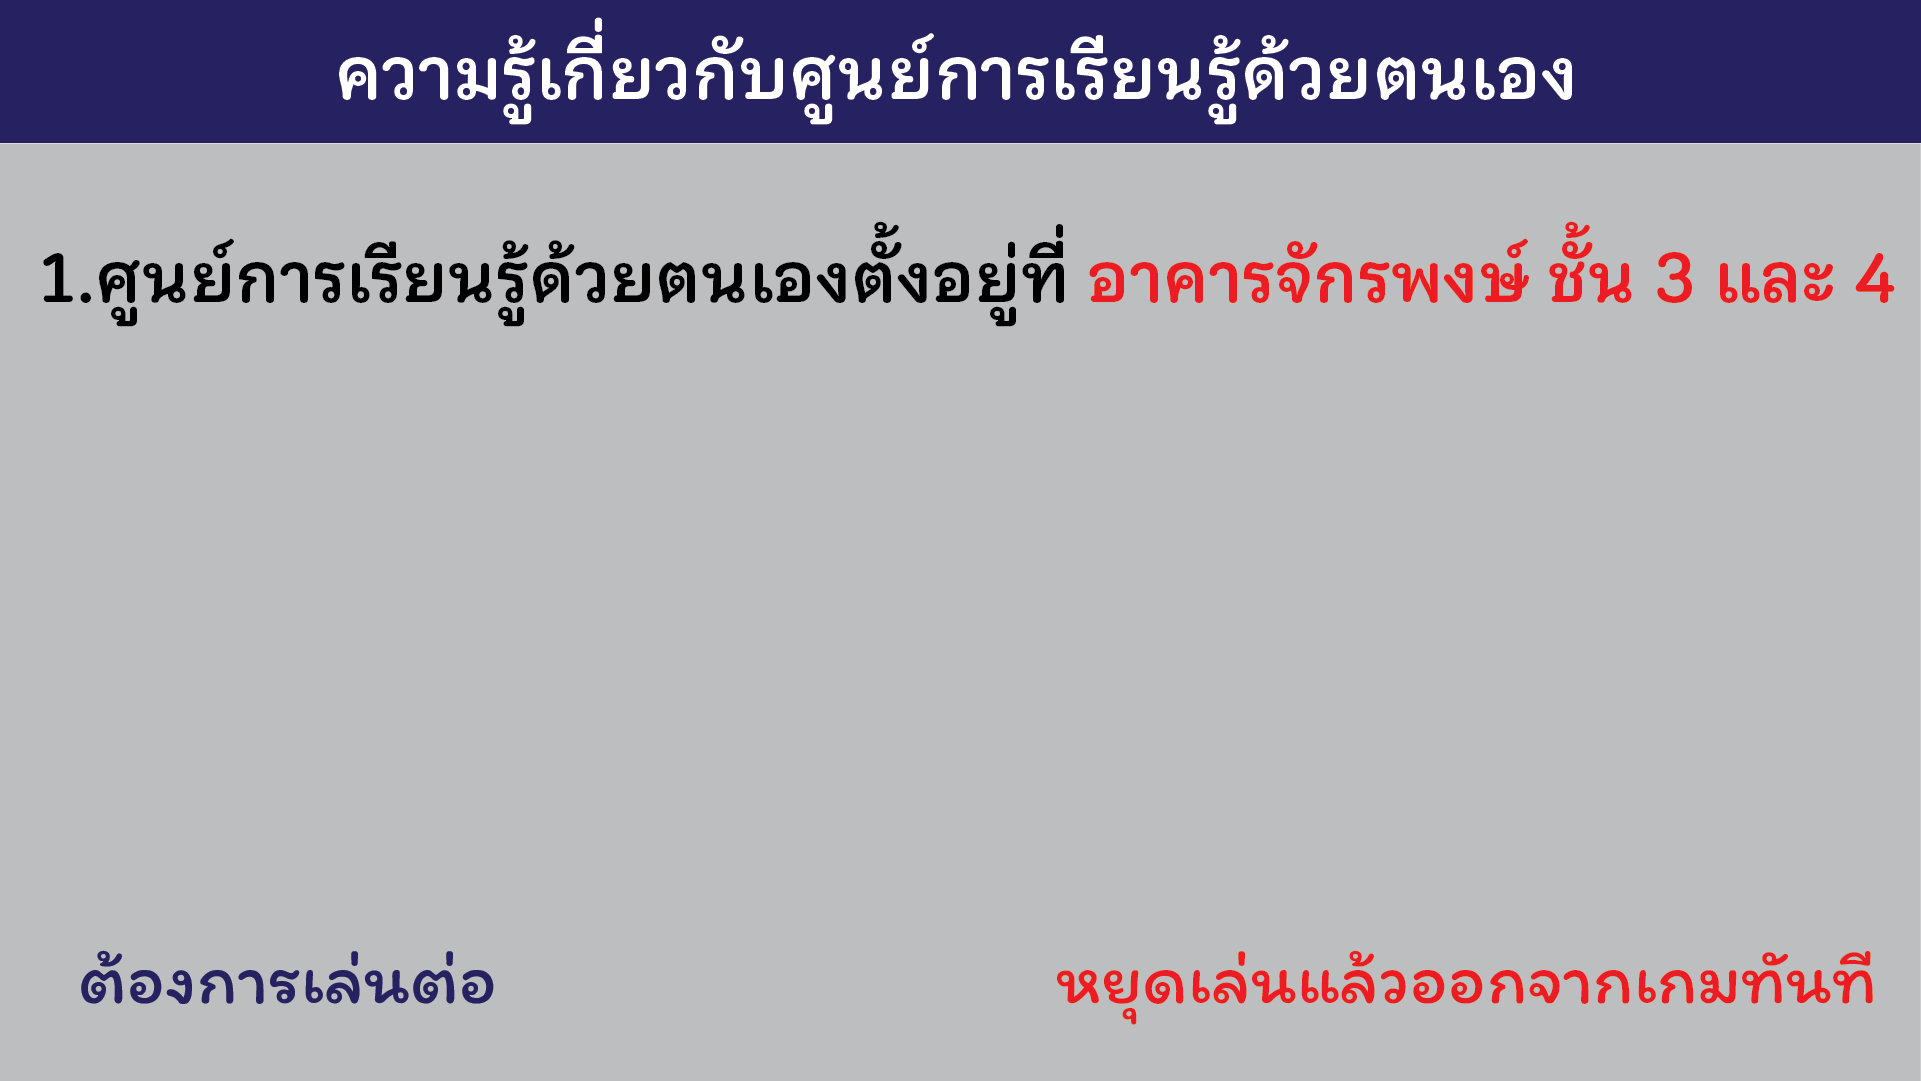 ความรู้เกี่ยวกับศูนย์การเรียนรู้ด้วยตนเอง
1.ศูนย์การเรียนรู้ด้วยตนเองตั้งอยู่ที่ อาคารจักรพงษ์ ชั้น 3 และ 4
ต้องการเล่นต่อ
หยุดเล่นแล้วออกจากเกมทันที